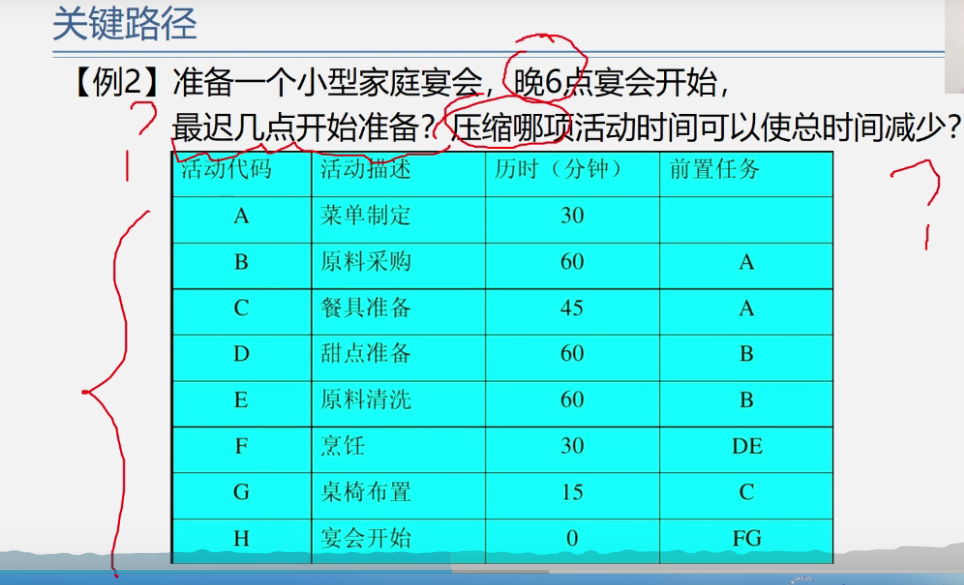 关键路径
【例2】准备一个小型家庭宴会，晚6点宴会开始，
最迟几点开始准备？压缩哪项活动时间可以使总时间减少？
活动代码 活动描述 历时（分钟） 前置任务
A 菜单制定 30
B 原料采购 60 A
C 餐具准备 45 A
D 甜点准备 60 B
E 原料清洗 60 B
F 烹饪 30 DE
G 桌椅布置 15 C
H 宴会开始 0 FG